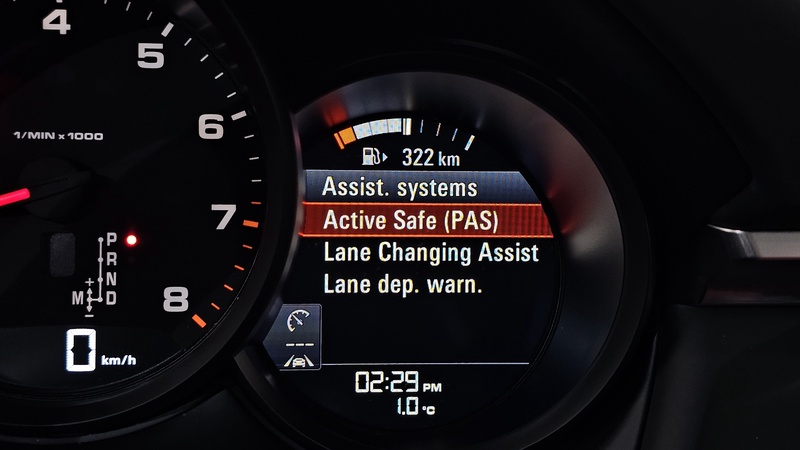 4
5
6
7
8
1/MIN x 1000
P
R
N
M D
+
−
0 km/h
322 km
Assist. systems
Active Safe (PAS)
Lane Changing Assist
Lane dep. warn.
---
02:29 PM
1.0 °C